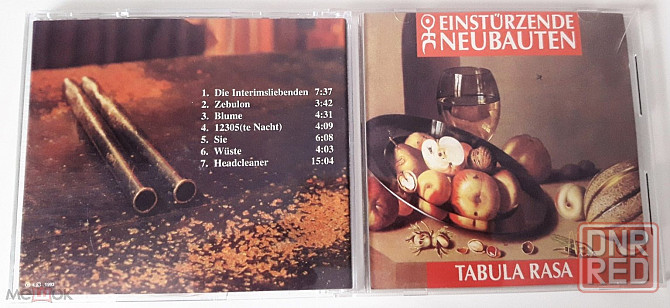 1. Die Interimsliebenden 7:37
2. Zebulon 3:42
3. Blume 4:31
4. 12305(te Nacht) 4:09
5. Sie 6:08
6. Wüste 4:03
7. Headcleaner 15:04
EINSTÜRZENDE
NEUBAUTEN
TABULA RASA
DNR
RED
Мешок